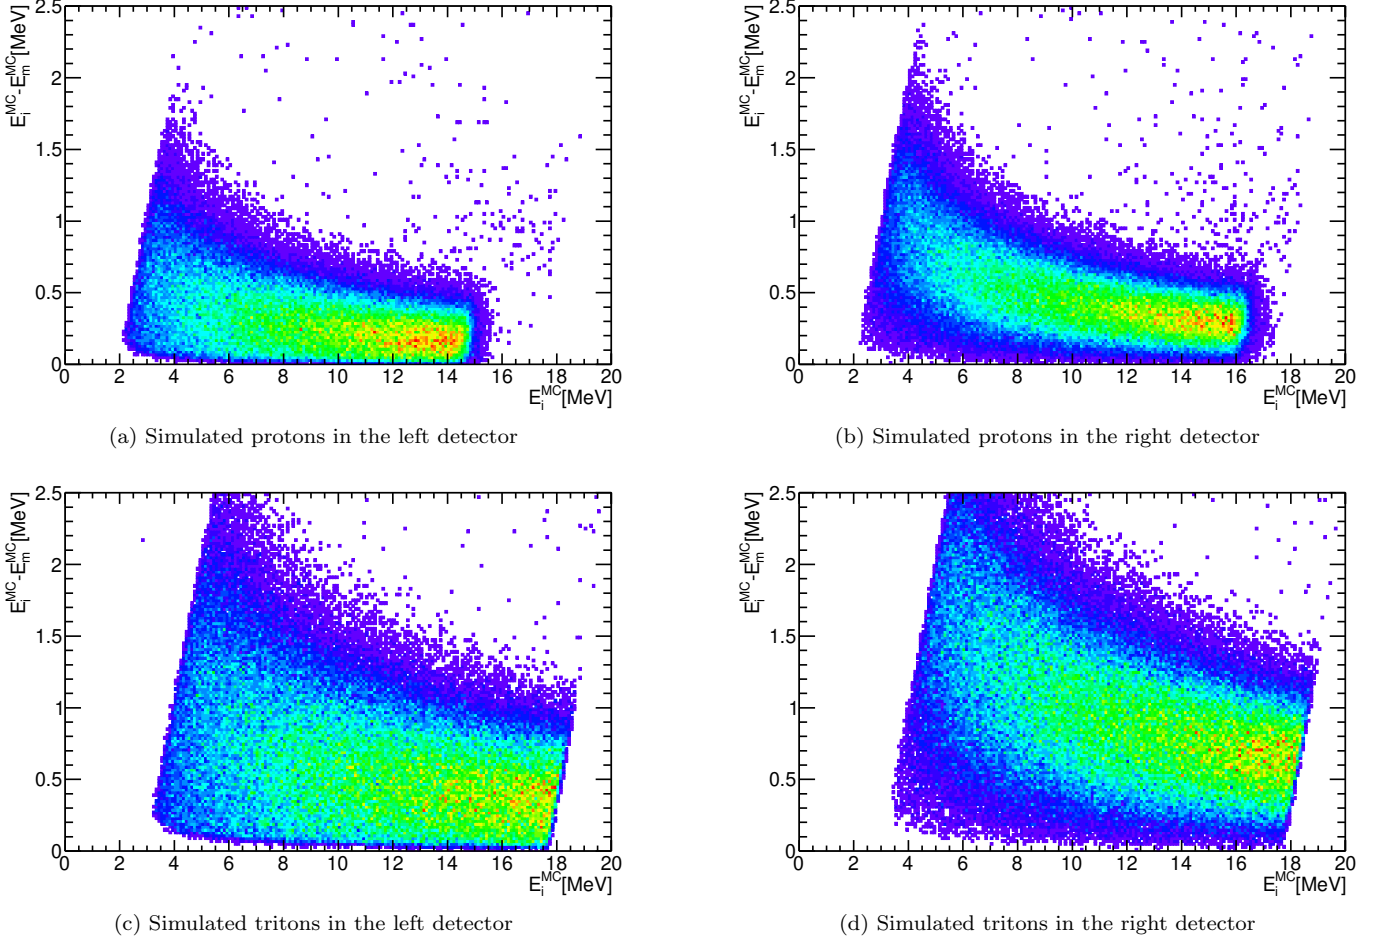 E_i^MC-E_m^MC[MeV]
2.5
2
1.5
1
0.5
0
0 2 4 6 8 10 12 14 16 18 20
E_i^MC[MeV]
(a) Simulated protons in the left detector
E_i^MC-E_m^MC[MeV]
2.5
2
1.5
1
0.5
0
0 2 4 6 8 10 12 14 16 18 20
E_i^MC[MeV]
(b) Simulated protons in the right detector
E_i^MC-E_m^MC[MeV]
2.5
2
1.5
1
0.5
0
0 2 4 6 8 10 12 14 16 18 20
E_i^MC[MeV]
(c) Simulated tritons in the left detector
E_i^MC-E_m^MC[MeV]
2.5
2
1.5
1
0.5
0
0 2 4 6 8 10 12 14 16 18 20
E_i^MC[MeV]
(d) Simulated tritons in the right detector